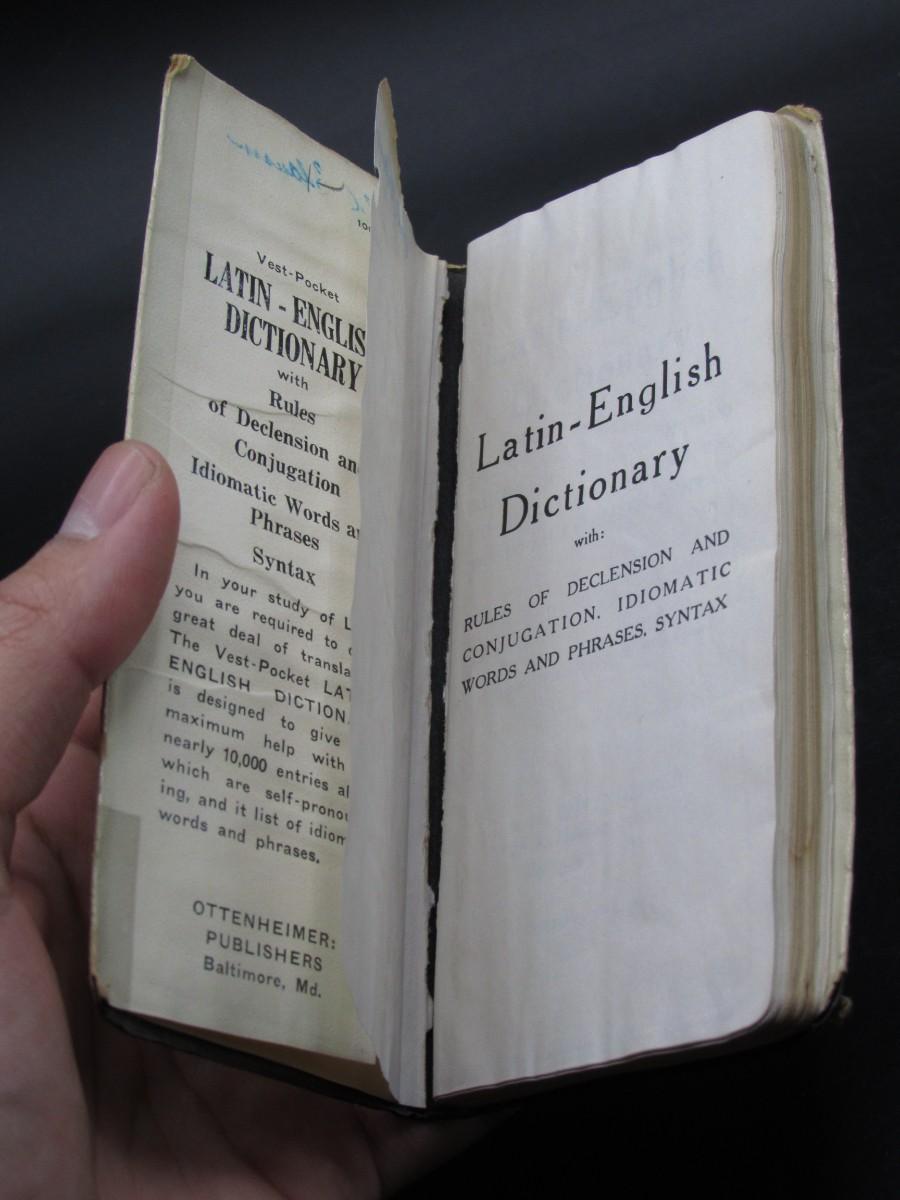 10
Vest-Pocket
LATIN - ENGLIS
DICTIONARY
with
Rules
of Declension an
Conjugation
Idiomatic Words a
Phrases
Syntax
In your study of L
you are required to
great deal of transla
The Vest-Pocket LAT
ENGLISH DICTION
is designed to give
maximum help with
nearly 10,000 entries al
which are self-pronou
ing, and it list of idiom
words and phrases.
OTTENHEIMER:
PUBLISHERS
Baltimore, Md.
Latin-English
Dictionary
with:
RULES OF DECLENSION AND
CONJUGATION. IDIOMATIC
WORDS AND PHRASES. SYNTAX